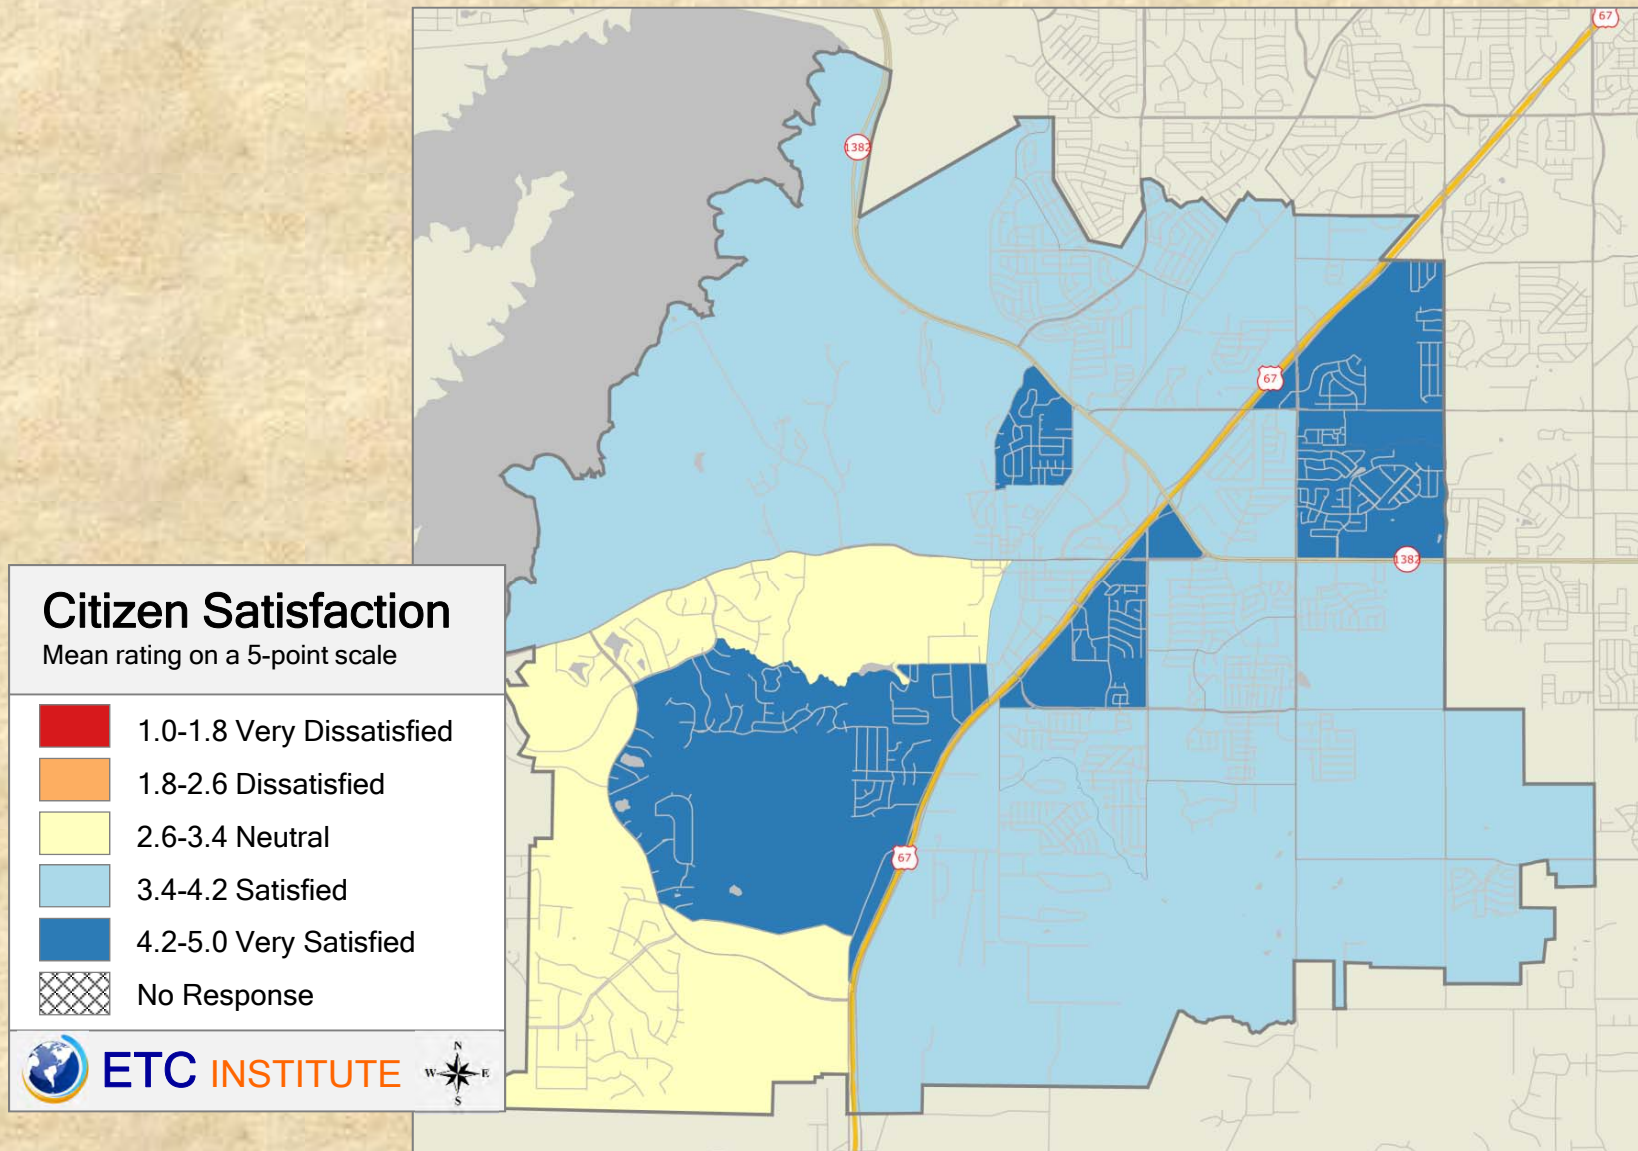 67
1382
67
1382
67
Citizen Satisfaction
Mean rating on a 5-point scale
1.0-1.8 Very Dissatisfied
1.8-2.6 Dissatisfied
2.6-3.4 Neutral
3.4-4.2 Satisfied
4.2-5.0 Very Satisfied
No Response
ETC INSTITUTE
N
W E
S